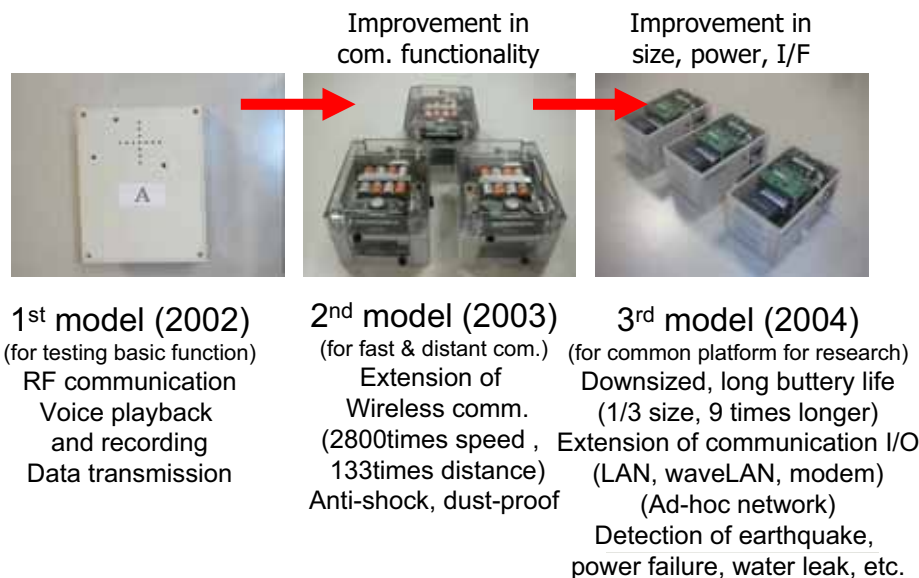 Improvement in
com. functionality
Improvement in
size, power, I/F
A
1st model (2002)
(for testing basic function)
RF communication
Voice playback
and recording
Data transmission
2nd model (2003)
(for fast & distant com.)
Extension of
Wireless comm.
(2800times speed ,
133times distance)
Anti-shock, dust-proof
3rd model (2004)
(for common platform for research)
Downsized, long buttery life
(1/3 size, 9 times longer)
Extension of communication I/O
(LAN, waveLAN, modem)
(Ad-hoc network)
Detection of earthquake,
power failure, water leak, etc.